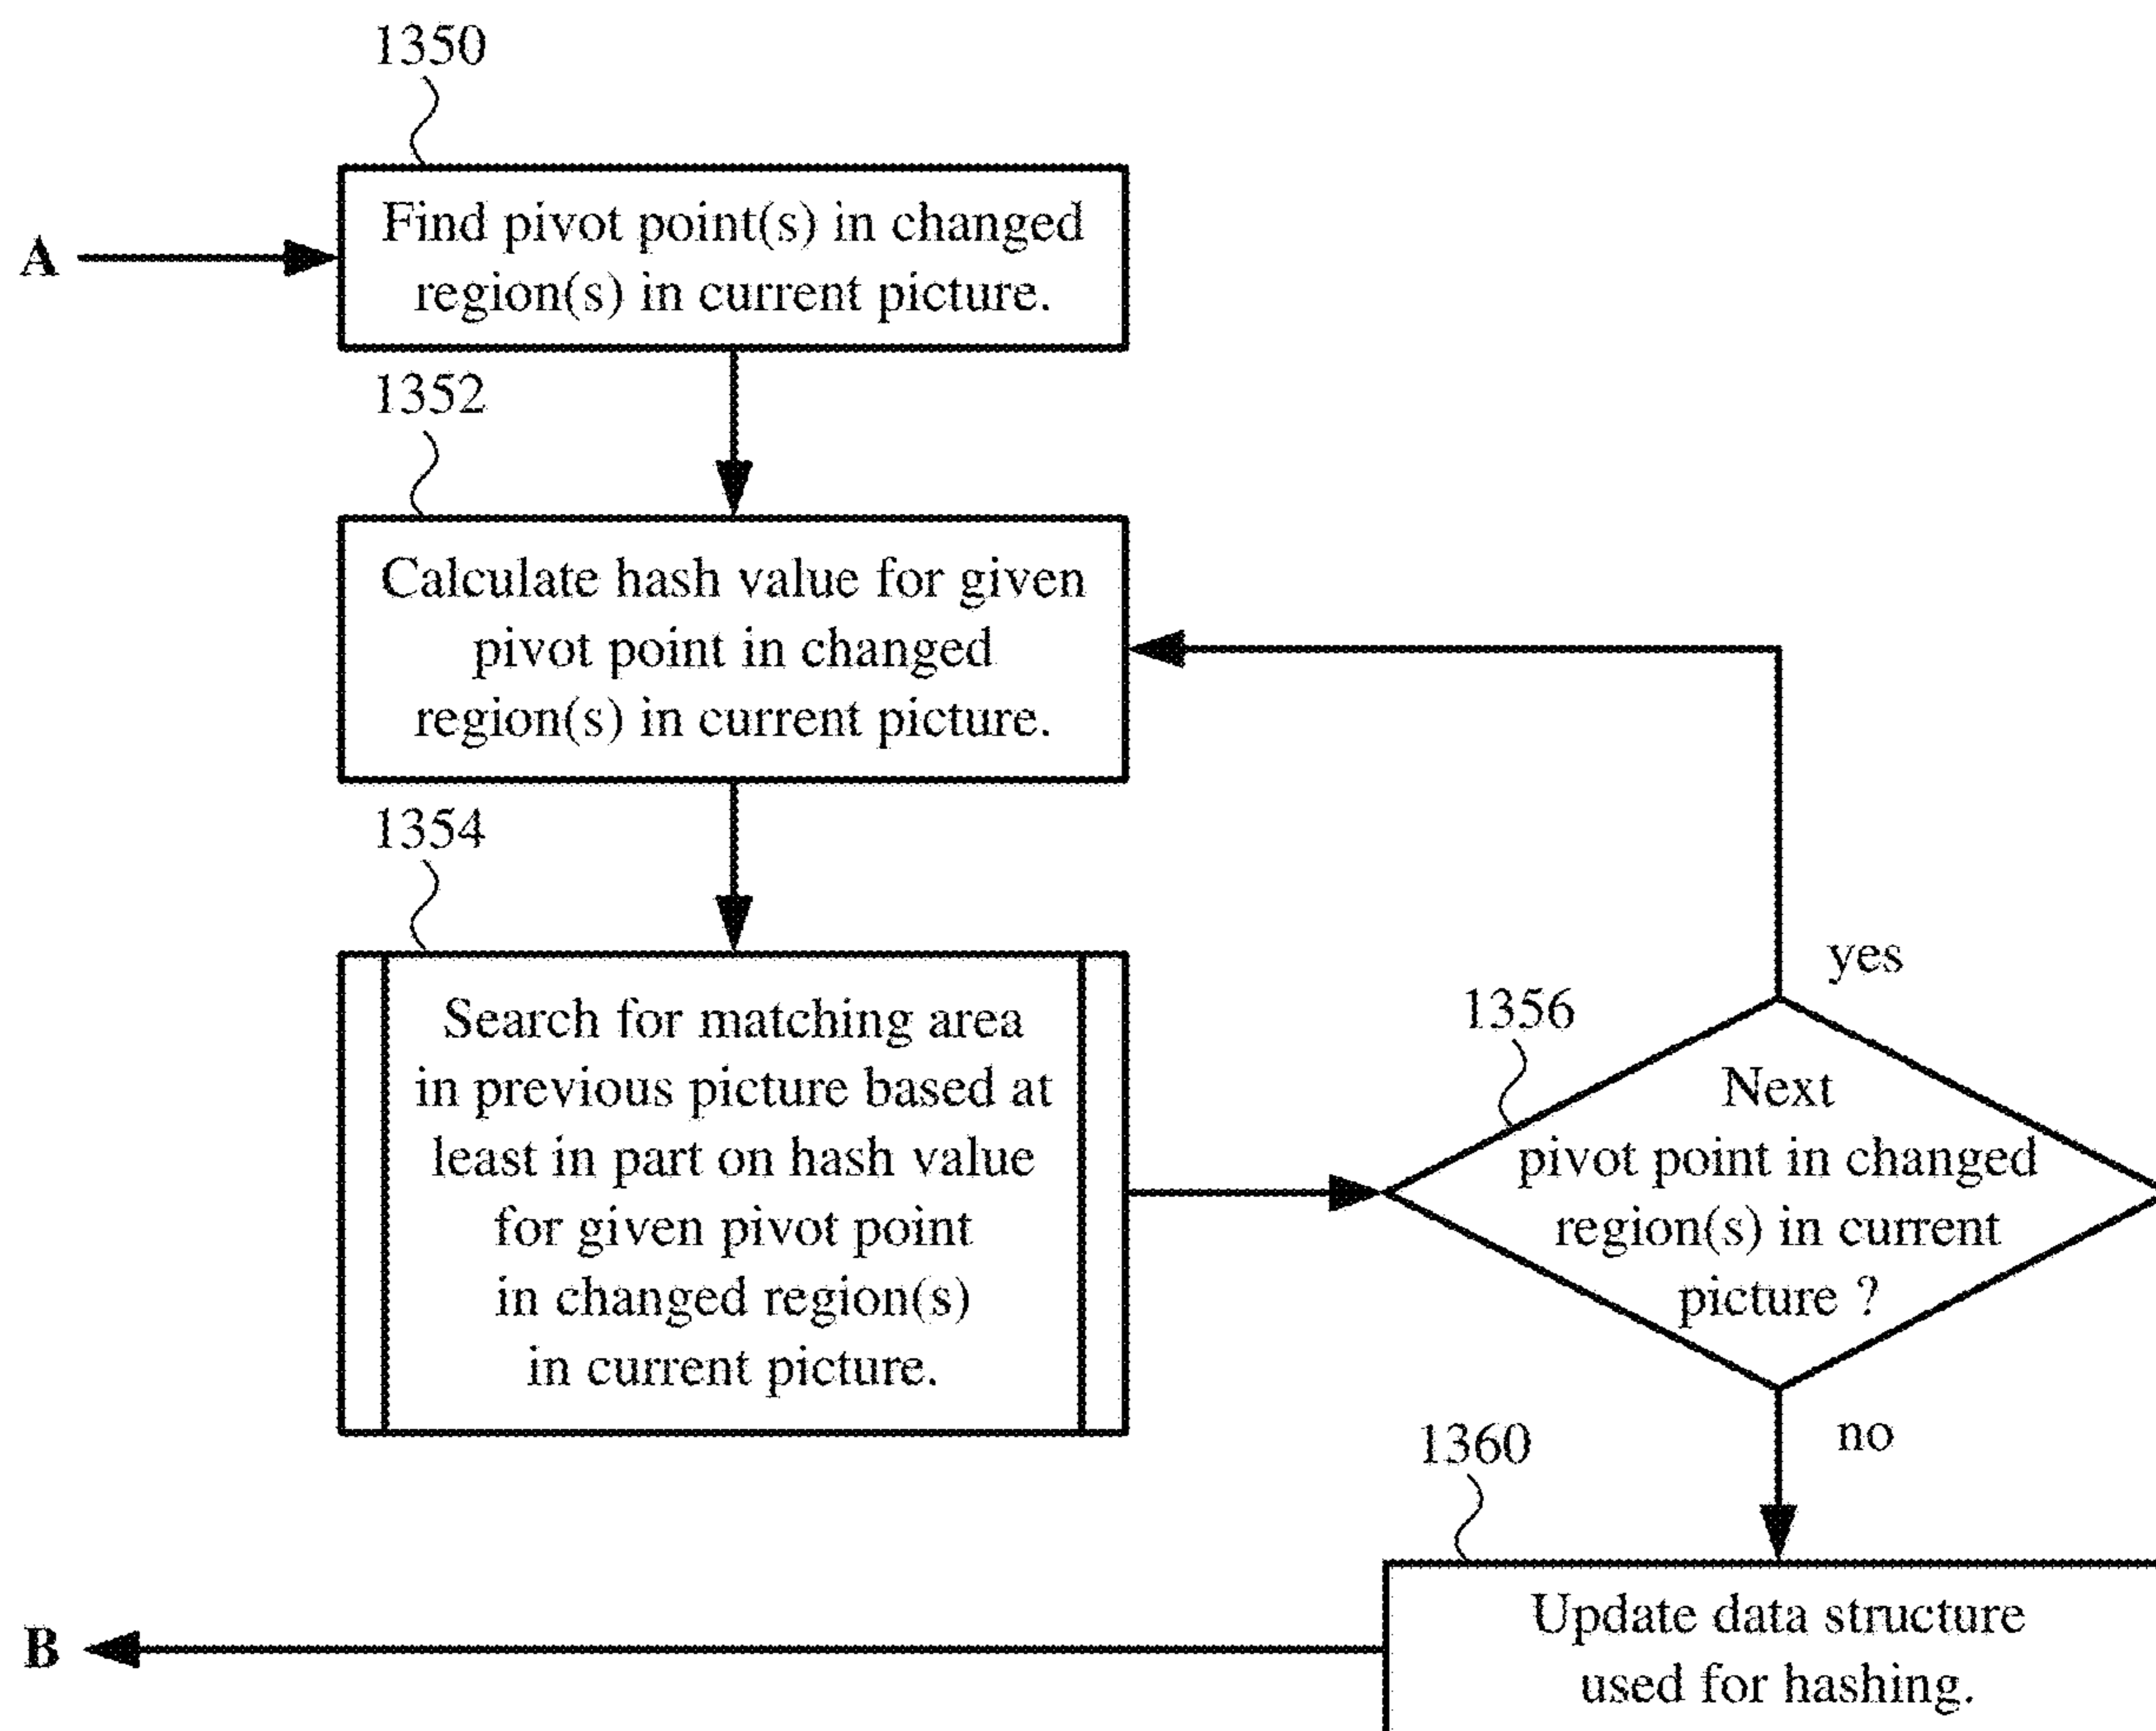 1350
A
Find pivot point(s) in changed
region(s) in current picture.
1352
Calculate hash value for given
pivot point in changed
region(s) in current picture.
1354
Search for matching area
in previous picture based at
least in part on hash value
for given pivot point
in changed region(s)
in current picture.
yes
1356
Next
pivot point in changed
region(s) in current
picture ?
no
1360
Update data structure
used for hashing.
B